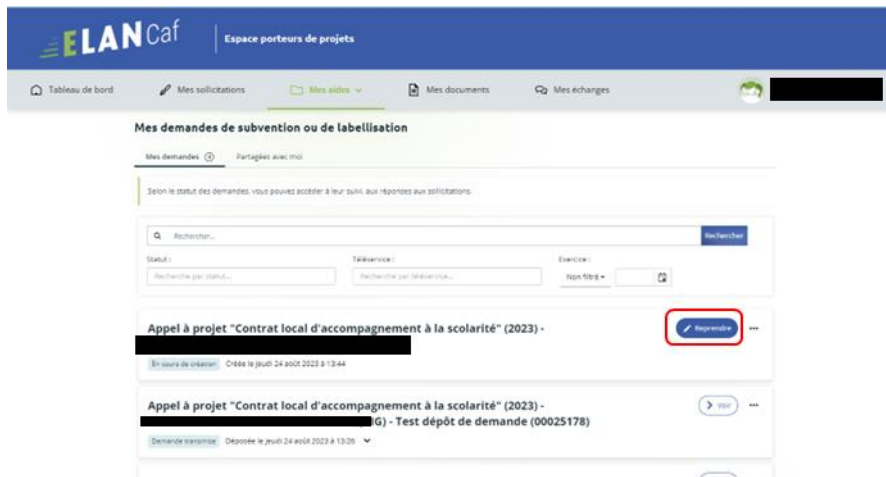 ELAN Caf
Espace porteurs de projets
Tableau de bord
Mes sollicitations
Mes aides
Mes documents
Mes échanges
Mes demandes de subvention ou de labellisation
Mes demandes
Partagées avec moi
Selon le statut des demandes, vous pouvez accéder à leur suivi, aux réponses aux sollicitations
Rechercher...
Rechercher
Statut :
Téléservice :
Exercice :
Recherche par statut...
Recherche par téléservice...
Non filtré
Appel à projet "Contrat local d'accompagnement à la scolarité" (2023) -
Reprendre
En cours de création Créée le jeudi 24 août 2023 à 13:44
Appel à projet "Contrat local d'accompagnement à la scolarité" (2023) -
Voir
G) - Test dépôt de demande (00025178)
Demande transmise Déposée le jeudi 24 août 2023 à 13:26